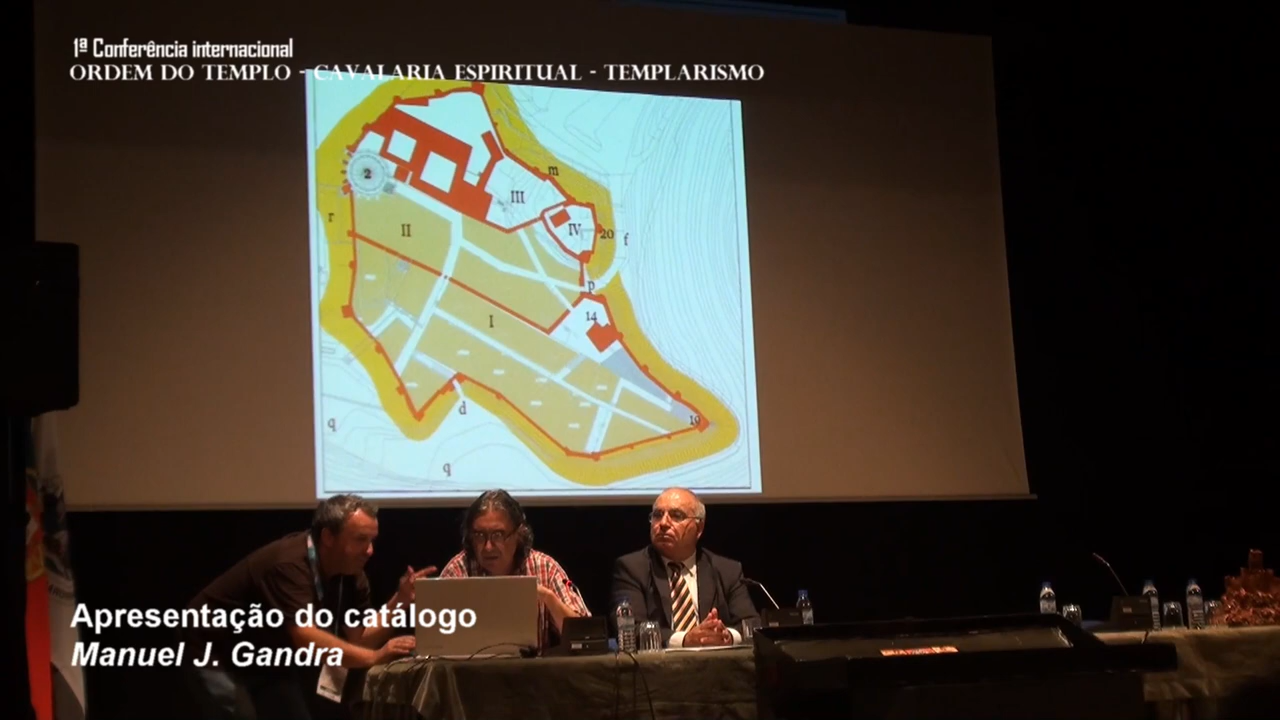 1ª Conferência internacional
ORDEM DO TEMPLO - CAVALARIA ESPIRITUAL - TEMPLARISMO
2
m
III
r
II
IV
20
f
p
14
I
d
19
q
q
Apresentação do catálogo
Manuel J. Gandra